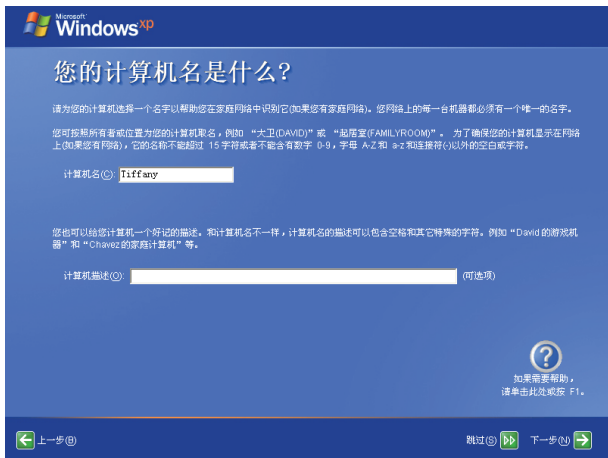 Microsoft
Windows xp
您的计算机名是什么?
请为您的计算机选择一个名字以帮助您在家庭网络中识别它(如果您有家庭网络)。您网络上的每一台机器都必须有一个唯一的名字。
您可按照所有者或位置为您的计算机取名，例如 “大卫(DAVID)” 或 “起居室(FAMILYROOM)” 。 为了确保您的计算机显示在网络
上(如果您有网络)，它的名称不能超过 15 字符或者不能含有数字 0-9，字母 A-Z 和 a-z 和连接符(-)以外的空白或字符。
计算机名(C): Tiffany
您也可以给您计算机一个好记的描述。和计算机名不一样，计算机名的描述可以包含空格和其它特殊的字符。例如“David 的游戏机
器” 和 “Chavez 的家庭计算机” 等。
计算机描述(O): (可选项)
如果需要帮助，
请单击此处或按 F1。
上一步(B)
跳过(S) 下一步(N)